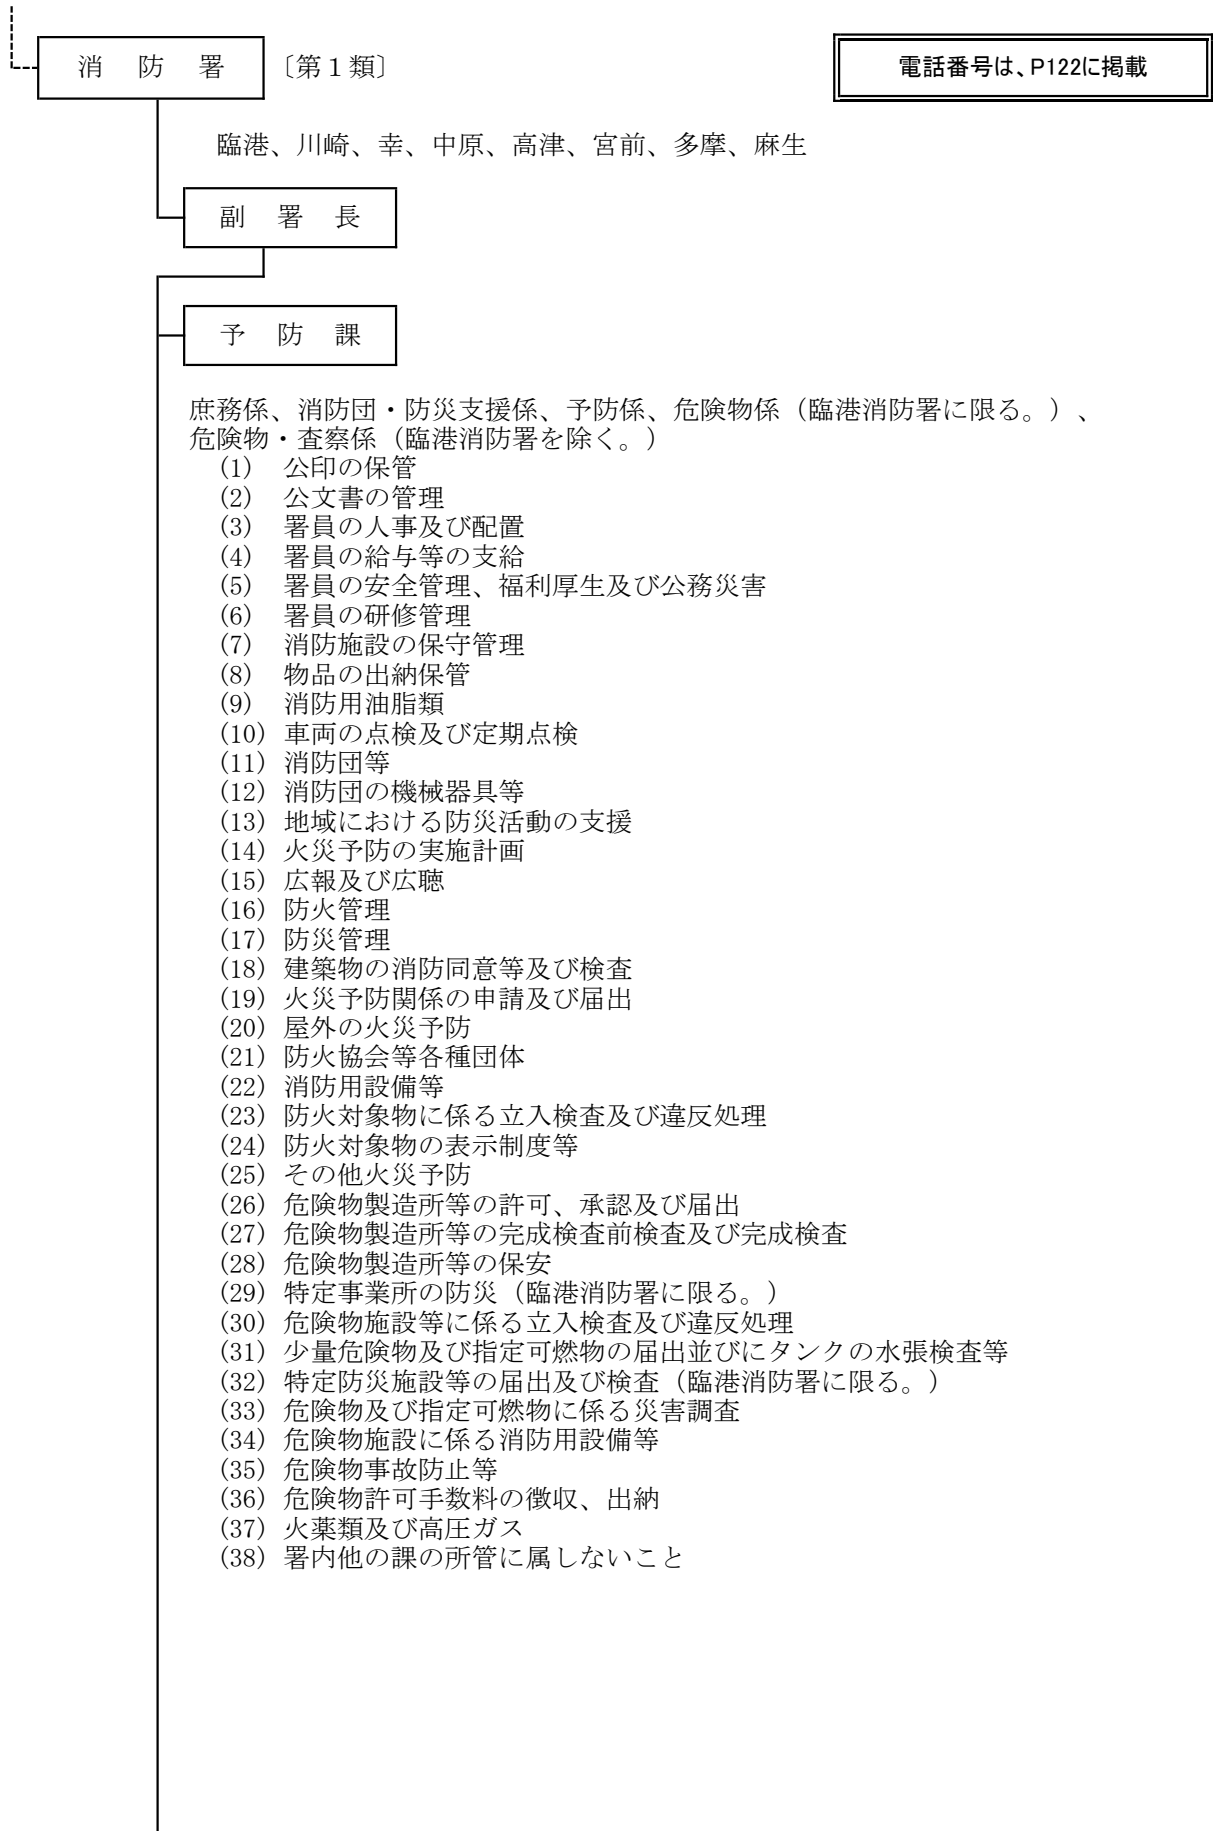 消 防 署 〔第１類〕
電話番号は、P122に掲載
臨港、川崎、幸、中原、高津、宮前、多摩、麻生
副 署 長
予 防 課
庶務係、消防団・防災支援係、予防係、危険物係（臨港消防署に限る。）、
危険物・査察係（臨港消防署を除く。）
(1) 公印の保管
(2) 公文書の管理
(3) 署員の人事及び配置
(4) 署員の給与等の支給
(5) 署員の安全管理、福利厚生及び公務災害
(6) 署員の研修管理
(7) 消防施設の保守管理
(8) 物品の出納保管
(9) 消防用油脂類
(10) 車両の点検及び定期点検
(11) 消防団等
(12) 消防団の機械器具等
(13) 地域における防災活動の支援
(14) 火災予防の実施計画
(15) 広報及び広聴
(16) 防火管理
(17) 防災管理
(18) 建築物の消防同意等及び検査
(19) 火災予防関係の申請及び届出
(20) 屋外の火災予防
(21) 防火協会等各種団体
(22) 消防用設備等
(23) 防火対象物に係る立入検査及び違反処理
(24) 防火対象物の表示制度等
(25) その他火災予防
(26) 危険物製造所等の許可、承認及び届出
(27) 危険物製造所等の完成検査前検査及び完成検査
(28) 危険物製造所等の保安
(29) 特定事業所の防災（臨港消防署に限る。）
(30) 危険物施設等に係る立入検査及び違反処理
(31) 少量危険物及び指定可燃物の届出並びにタンクの水張検査等
(32) 特定防災施設等の届出及び検査（臨港消防署に限る。）
(33) 危険物及び指定可燃物に係る災害調査
(34) 危険物施設に係る消防用設備等
(35) 危険物事故防止等
(36) 危険物許可手数料の徴収、出納
(37) 火薬類及び高圧ガス
(38) 署内他の課の所管に属しないこと